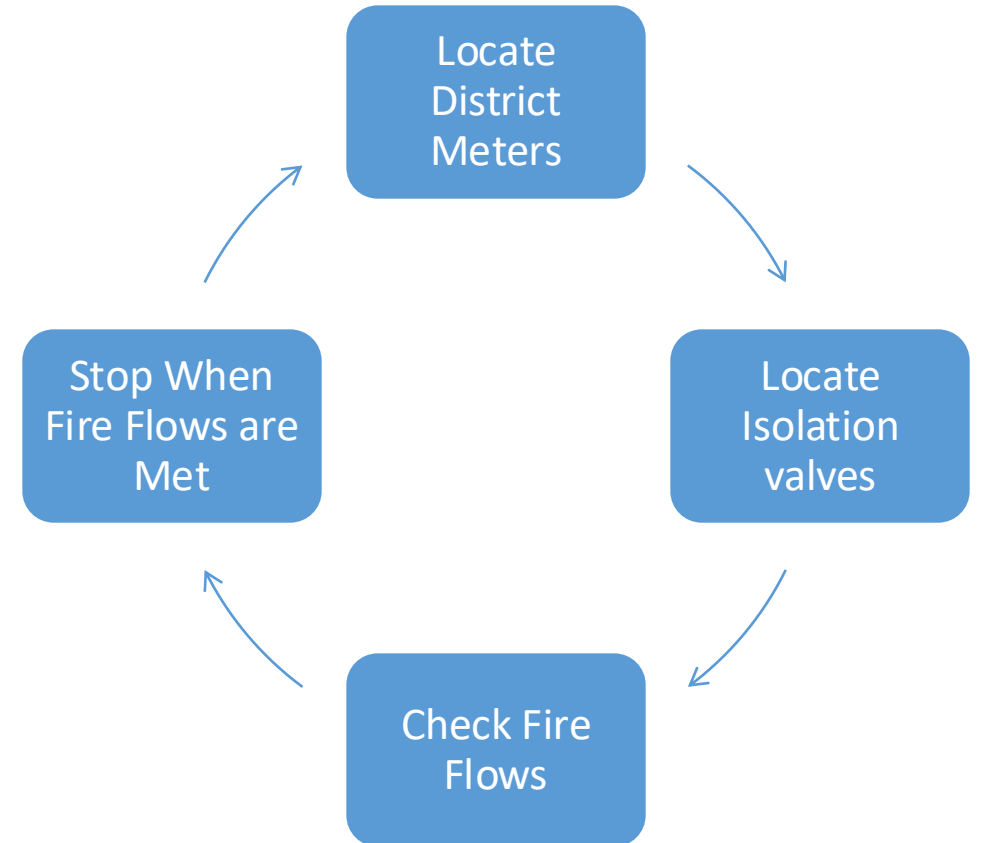 Locate
District
Meters
Locate
Isolation
valves
Check Fire
Flows
Stop When
Fire Flows are
Met